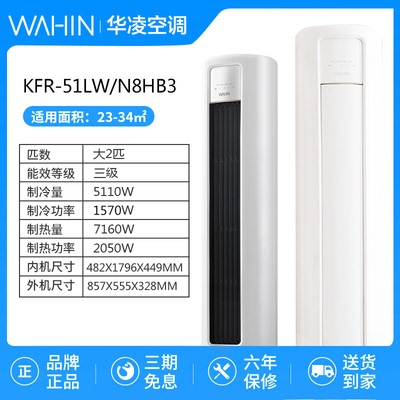 WAHIN 华凌空调
KFR-51LW/N8HB3
适用面积：23-34㎡
匹数 大2匹
能效等级 三级
制冷量 5110W
制冷功率 1570W
制热量 7160W
制热功率 2050W
内机尺寸 482X1796X449MM
外机尺寸 857X555X328MM
WAHIN
正 品牌正品
三期免息
六年保修
送货到家